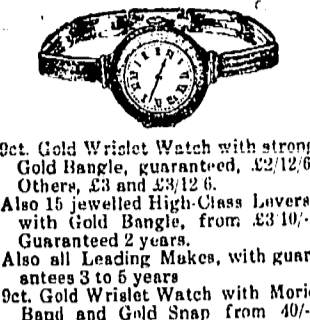 9ct. Gold Wristlet Watch with strong
Gold Bangle, guaranteed, £2/12/6
Others, £3 and £3/12 6.
Also 15 jewelled High-Class Levers
with Gold Bangle, from £3 10/-
Guaranteed 2 years.
Also all Leading Makes, with guar
antees 3 to 5 years
9ct. Gold Wristlet Watch with Moire
Band and Gold Snap from 40/-